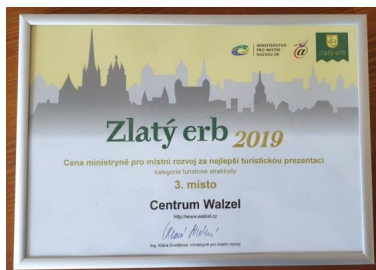 MINISTERSTVO
PRO MÍSTNÍ
ROZVOJ ČR
zlatý erb
Zlatý erb 2019
Cena ministryně pro místní rozvoj za nejlepší turistickou prezentaci
kategorie turistické atraktivity
3. místo
Centrum Walzel
http://www.walzel.cz
Ing. Klára Dostálová, ministryně pro místní rozvoj